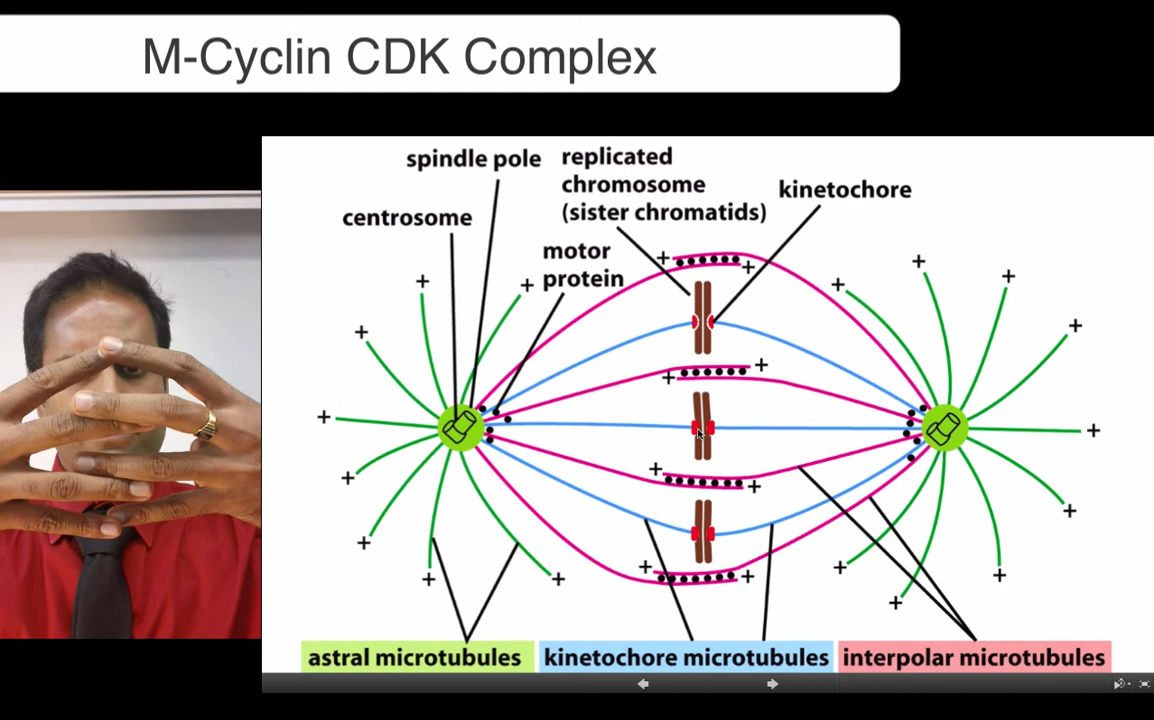 M-Cyclin CDK Complex
spindle pole
replicated
chromosome
(sister chromatids)
kinetochore
centrosome
motor
protein
astral microtubules
kinetochore microtubules
interpolar microtubules